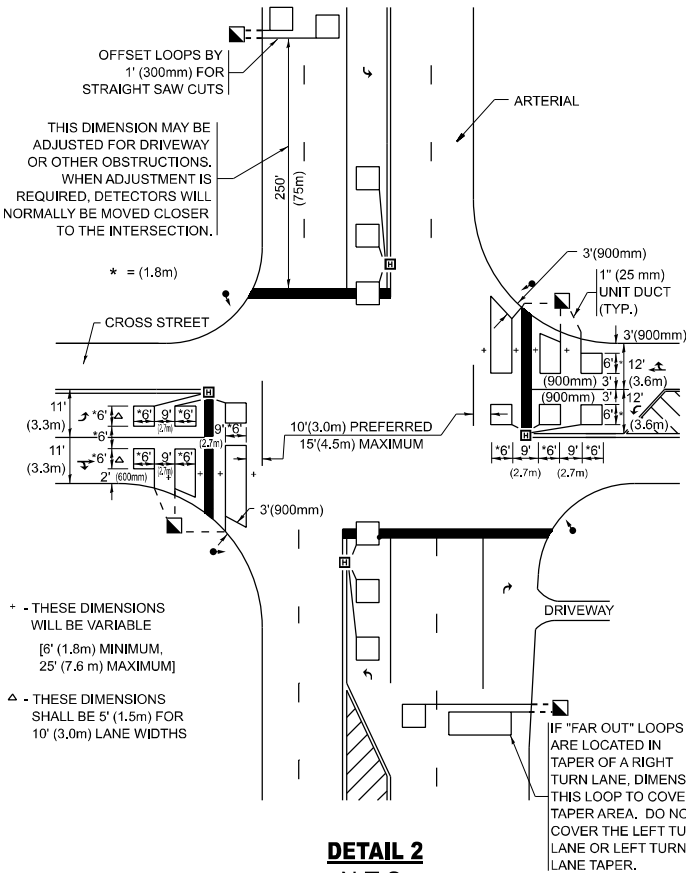 OFFSET LOOPS BY
1' (300mm) FOR
STRAIGHT SAW CUTS
THIS DIMENSION MAY BE
ADJUSTED FOR DRIVEWAY
OR OTHER OBSTRUCTIONS.
WHEN ADJUSTMENT IS
REQUIRED, DETECTORS WILL
NORMALLY BE MOVED CLOSER
TO THE INTERSECTION.
250'
(75m)
* = (1.8m)
ARTERIAL
CROSS STREET
H
3'(900mm)
1" (25 mm)
UNIT DUCT
(TYP.)
3'(900mm)
6'*
12'
(3.6m)
(900mm) 3'
(900mm) 3'
6'*
12'
(3.6m)
H
*6' 9' *6' 9' *6'
(2.7m) (2.7m)
10'(3.0m) PREFERRED
15'(4.5m) MAXIMUM
H
11'
(3.3m)
*6' △ *6' 9' *6'
(2.7m)
*6'
9' *6'
(2.7m)
11'
(3.3m)
*6' △ *6' 9' *6'
(2.7m)
2' (600mm)
3'(900mm)
+ - THESE DIMENSIONS
WILL BE VARIABLE
[6' (1.8m) MINIMUM,
25' (7.6 m) MAXIMUM]
△ - THESE DIMENSIONS
SHALL BE 5' (1.5m) FOR
10' (3.0m) LANE WIDTHS
H
DRIVEWAY
IF "FAR OUT" LOOPS
ARE LOCATED IN
TAPER OF A RIGHT
TURN LANE, DIMENS
THIS LOOP TO COVE
TAPER AREA. DO NO
COVER THE LEFT TU
LANE OR LEFT TURN
LANE TAPER.
DETAIL 2